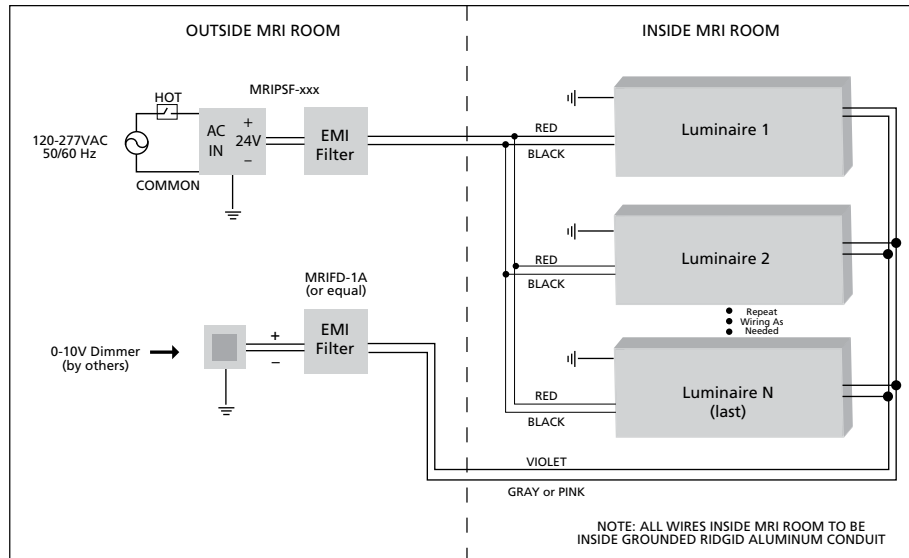 OUTSIDE MRI ROOM
INSIDE MRI ROOM
MRIPSF-xxx
HOT
120-277VAC
50/60 Hz
AC
IN
+
24V
–
EMI
Filter
COMMON
RED
BLACK
Luminaire 1
RED
BLACK
Luminaire 2
Repeat
Wiring As
Needed
MRIFD-1A
(or equal)
0-10V Dimmer
(by others)
+
–
EMI
Filter
RED
BLACK
Luminaire N
(last)
VIOLET
GRAY or PINK
NOTE: ALL WIRES INSIDE MRI ROOM TO BE
INSIDE GROUNDED RIDGID ALUMINUM CONDUIT